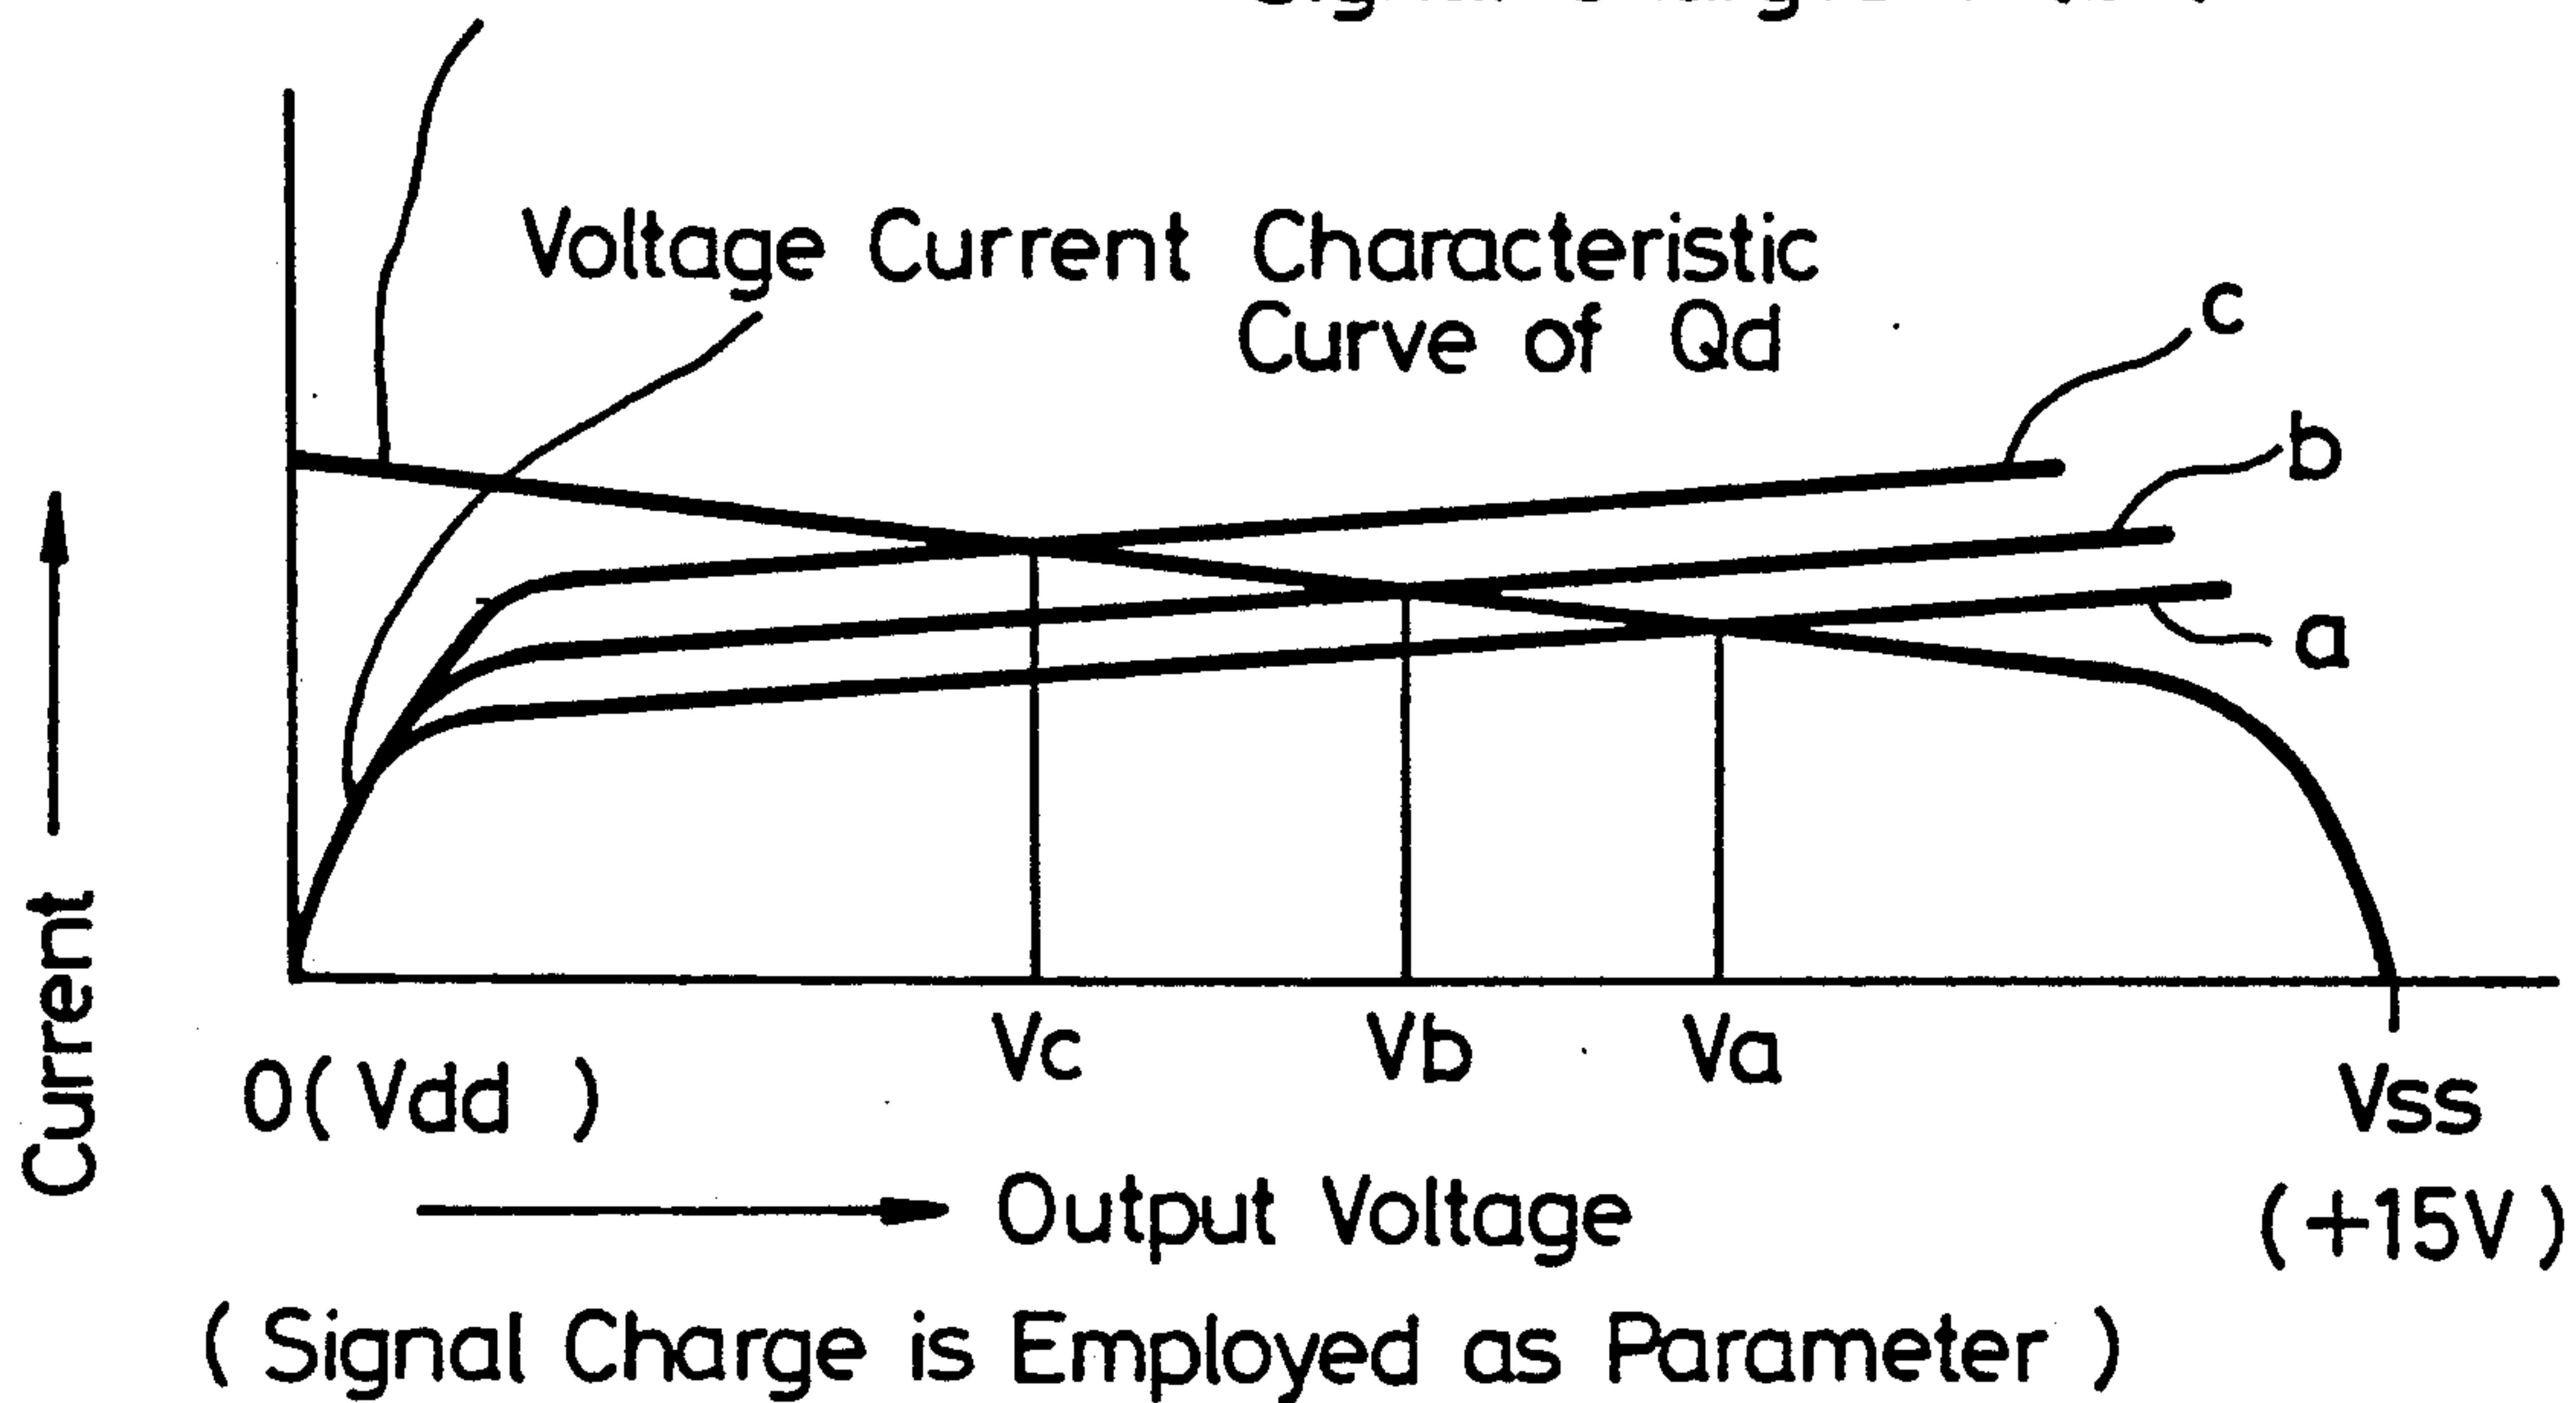 Voltage Current Characteristic
Curve of Qd
c
b
a
Current
Vc
Vb
Va
0( Vdd )
Vss
(+15V)
Output Voltage
( Signal Charge is Employed as Parameter )